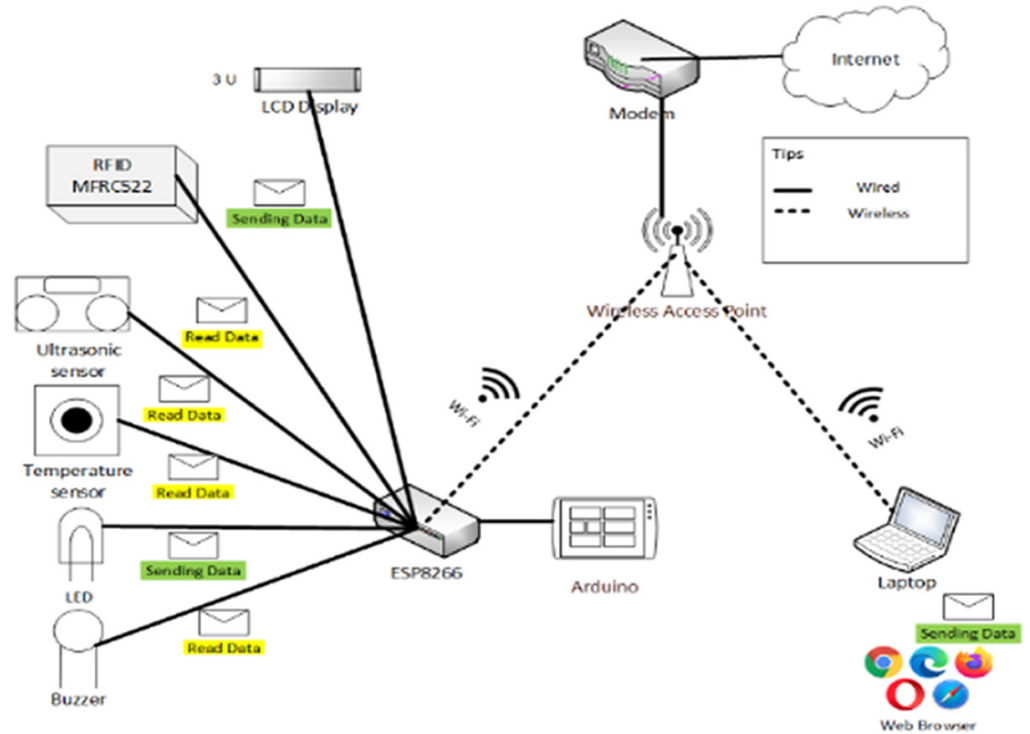 3 U
LCD Display
Modem
Internet
Tips
Wired
Wireless
RFID
MFRC522
Sending Data
Wireless Access Point
Read Data
Ultrasonic
sensor
Read Data
Wi-Fi
Wi-Fi
Temperature
sensor
Read Data
LED
Sending Data
ESP8266
Arduino
Laptop
Read Data
Sending Data
Buzzer
Web Browser